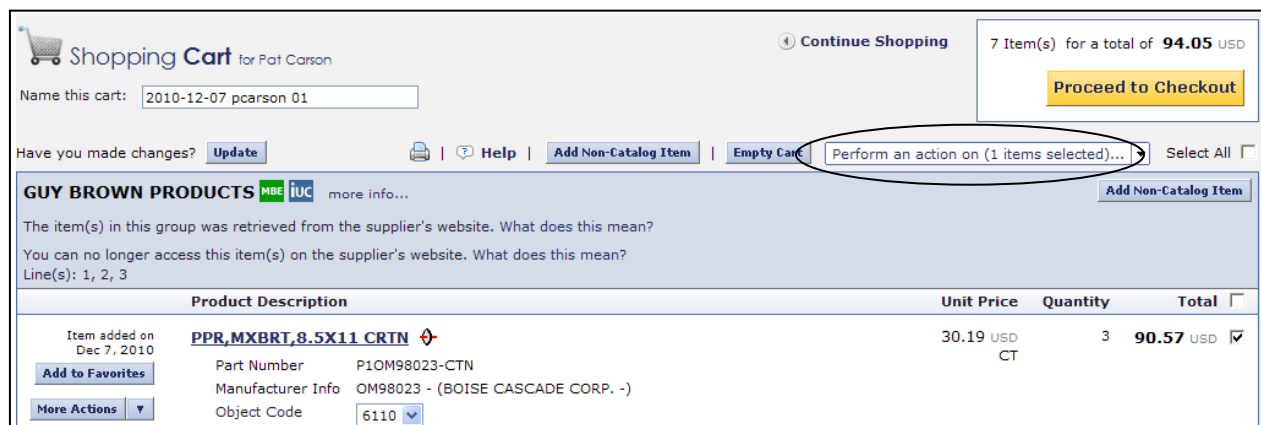 Shopping Cart for Pat Carson
Continue Shopping
7 Item(s) for a total of 94.05 USD
Proceed to Checkout
Name this cart: 2010-12-07 pcarson 01
Have you made changes? Update | ? Help | Add Non-Catalog Item | Empty Cart Perform an action on (1 items selected)... Select All
GUY BROWN PRODUCTS MBE iUC more info... Add Non-Catalog Item
The item(s) in this group was retrieved from the supplier's website. What does this mean?
You can no longer access this item(s) on the supplier's website. What does this mean?
Line(s): 1, 2, 3
Product Description Unit Price Quantity Total
Item added on
Dec 7, 2010
Add to Favorites
More Actions
PPR,MXBRT,8.5X11 CRTN 30.19 USD 3 90.57 USD
CT
Part Number P1OM98023-CTN
Manufacturer Info OM98023 - (BOISE CASCADE CORP. -)
Object Code 6110